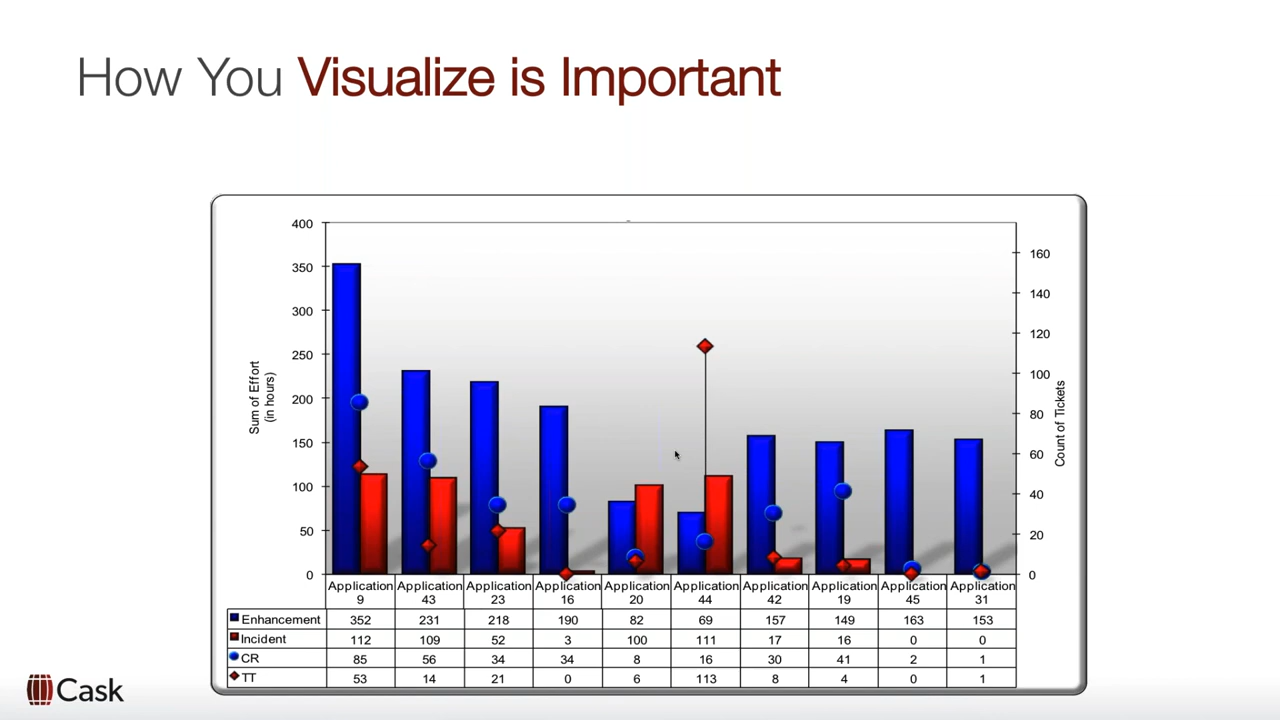 How You Visualize is Important
400
350
300
250
200
150
100
50
0
Sum of Effort
(in hours)
160
140
120
100
80
60
40
20
0
Count of Tickets
Application 9 Application 43 Application 23 Application 16 Application 20 Application 44 Application 42 Application 19 Application 45 Application 31
Enhancement 352 231 218 190 82 69 157 149 163 153
Incident 112 109 52 3 100 111 17 16 0 0
CR 85 56 34 34 8 16 30 41 2 1
TT 53 14 21 0 6 113 8 4 0 1
Cask